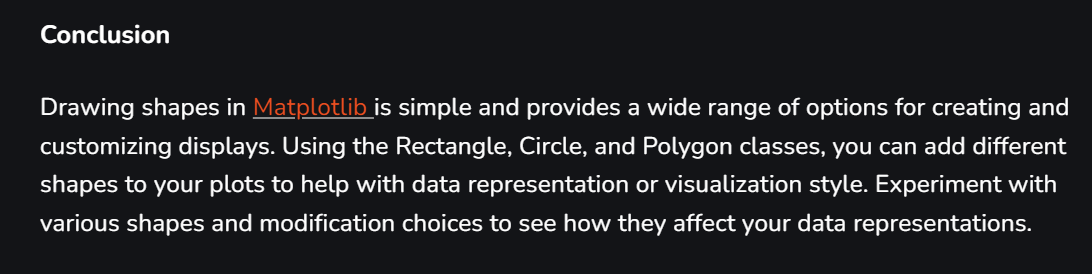 Conclusion
Drawing shapes in Matplotlib is simple and provides a wide range of options for creating and
customizing displays. Using the Rectangle, Circle, and Polygon classes, you can add different
shapes to your plots to help with data representation or visualization style. Experiment with
various shapes and modification choices to see how they affect your data representations.